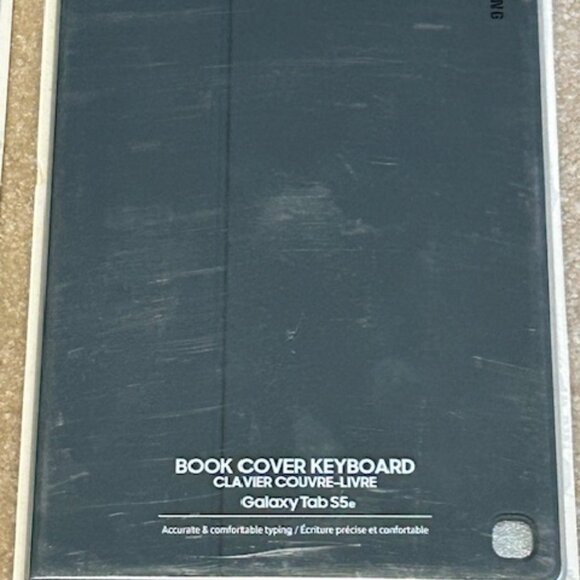 BOOK COVER KEYBOARD
CLAVIER COUVRE-LIVRE
Galaxy Tab S5e
Accurate & comfortable typing / Écriture précise et confortable